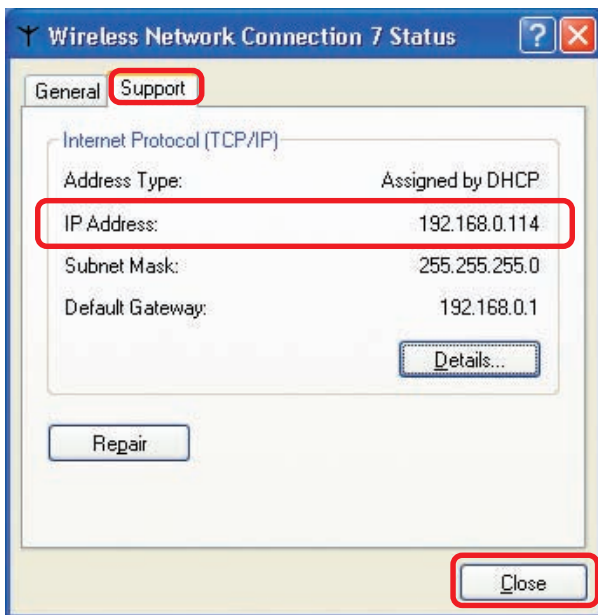 Wireless Network Connection 7 Status
General Support
Internet Protocol (TCP/IP)
Address Type: Assigned by DHCP
IP Address: 192.168.0.114
Subnet Mask: 255.255.255.0
Default Gateway: 192.168.0.1
Details...
Repair
Close